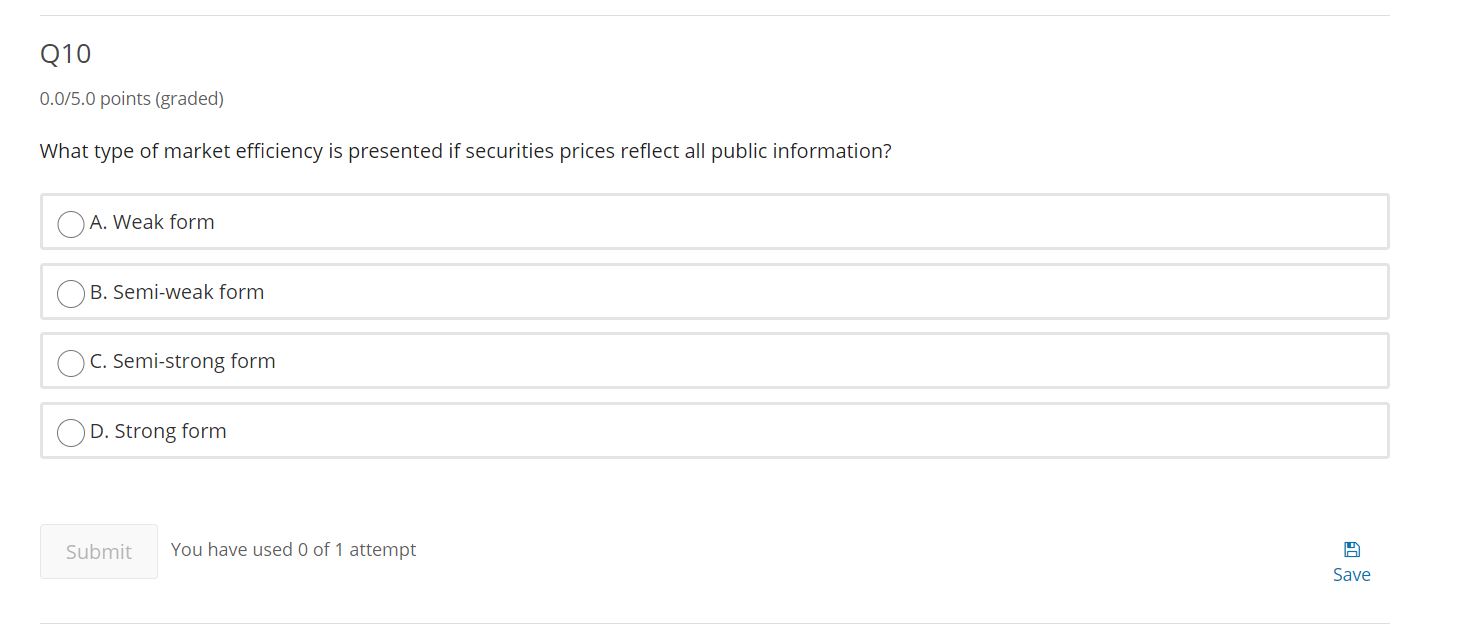 Q10
0.0/5.0 points (graded)
What type of market efficiency is presented if securities prices reflect all public information?
A. Weak form
B. Semi-weak form
C. Semi-strong form
D. Strong form
Submit You have used 0 of 1 attempt
Save